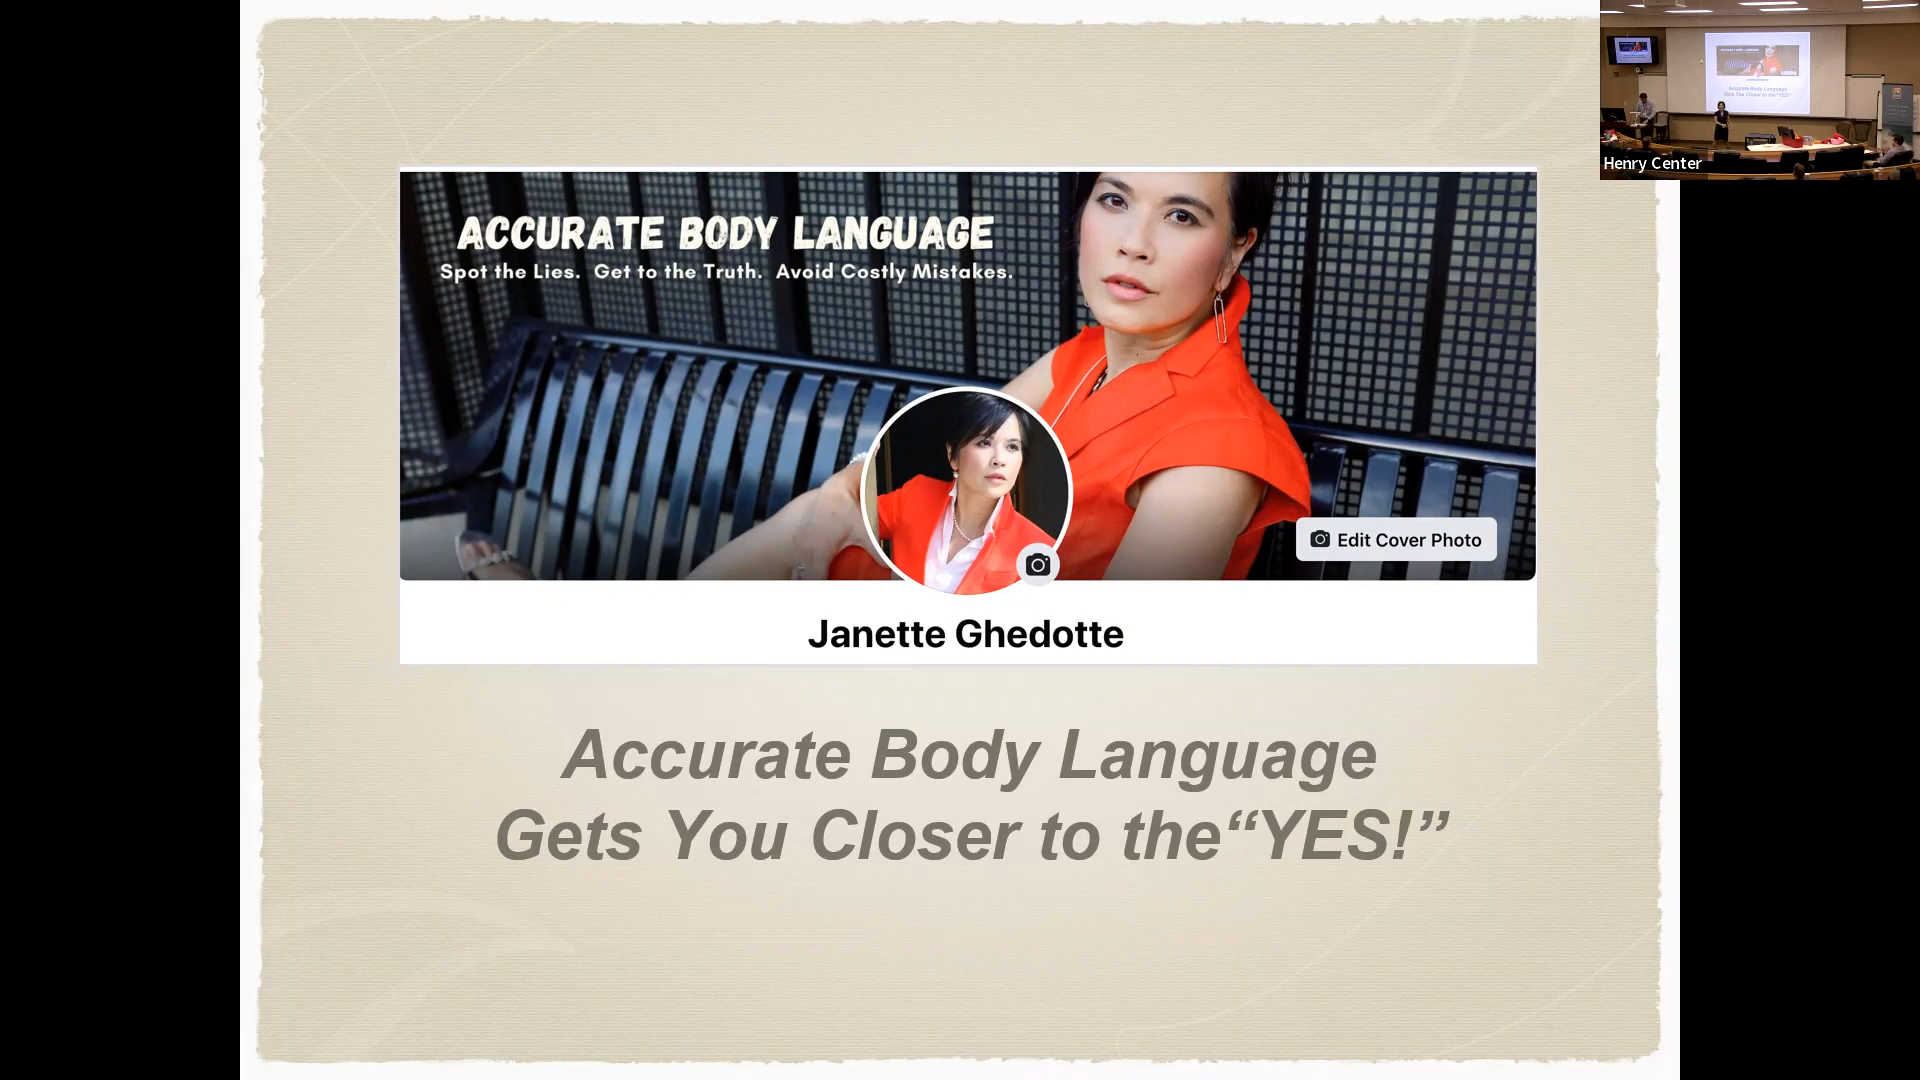 ACCURATE BODY LANGUAGE
Spot the Lies. Get to the Truth. Avoid Costly Mistakes.
Edit Cover Photo
Janette Ghedotte
Accurate Body Language
Gets You Closer to the“YES!”
Henry Center